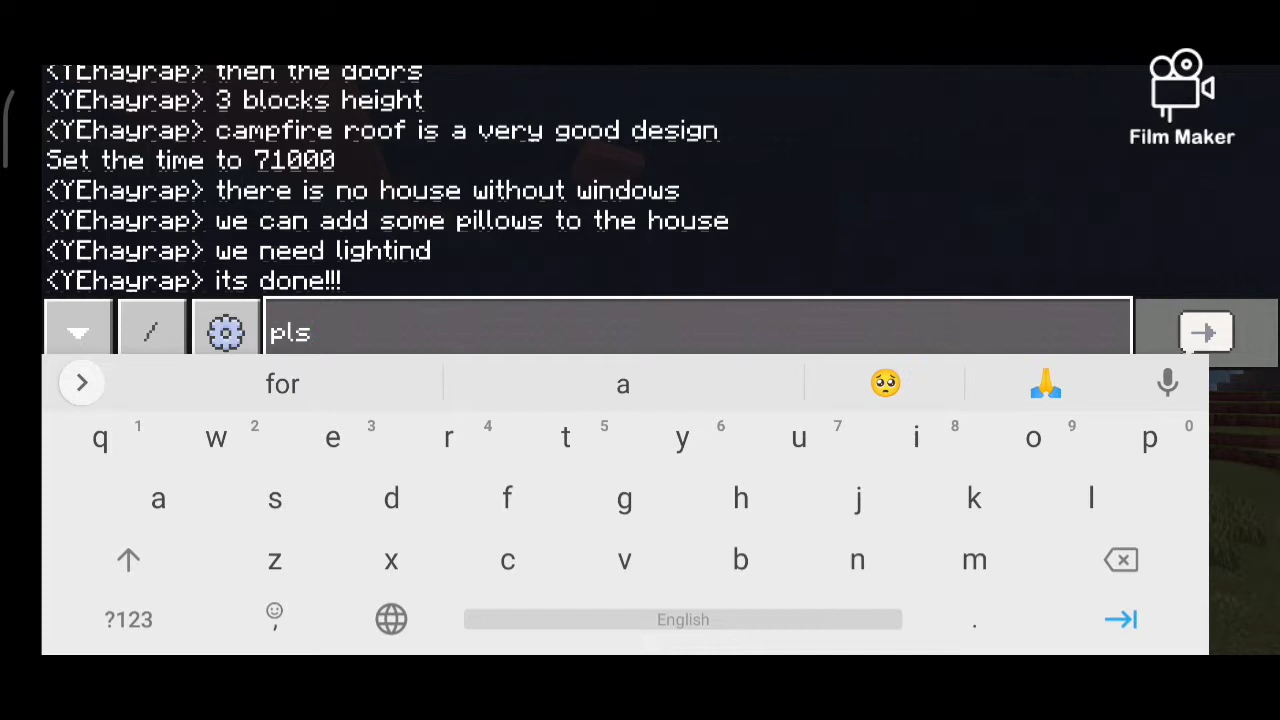 <YEhayrap> then the doors
<YEhayrap> 3 blocks height
<YEhayrap> campfire roof is a very good design
Set the time to 71000
<YEhayrap> there is no house without windows
<YEhayrap> we can add some pillows to the house
<YEhayrap> we need lightind
<YEhayrap> its done!!!
Film Maker
/ pls
for a 🥺 🙏
q 1 w 2 e 3 r 4 t 5 y 6 u 7 i 8 o 9 p 0
a s d f g h j k l
z x c v b n m
?123 , English .